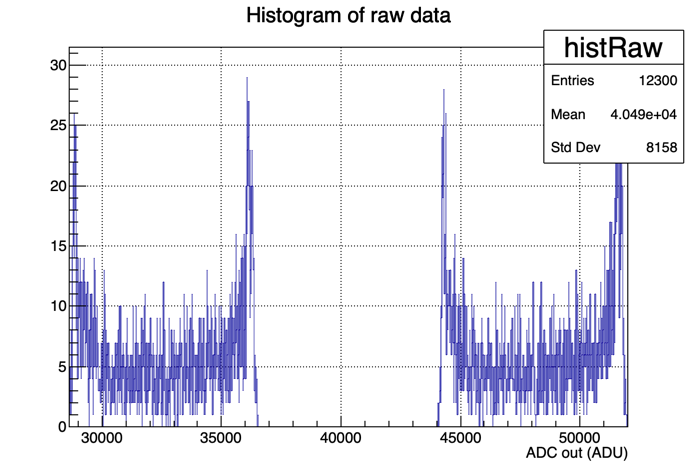 Histogram of raw data
histRaw
Entries 12300
Mean 4.049e+04
Std Dev 8158
30
25
20
15
10
5
0
30000 35000 40000 45000 50000
ADC out (ADU)